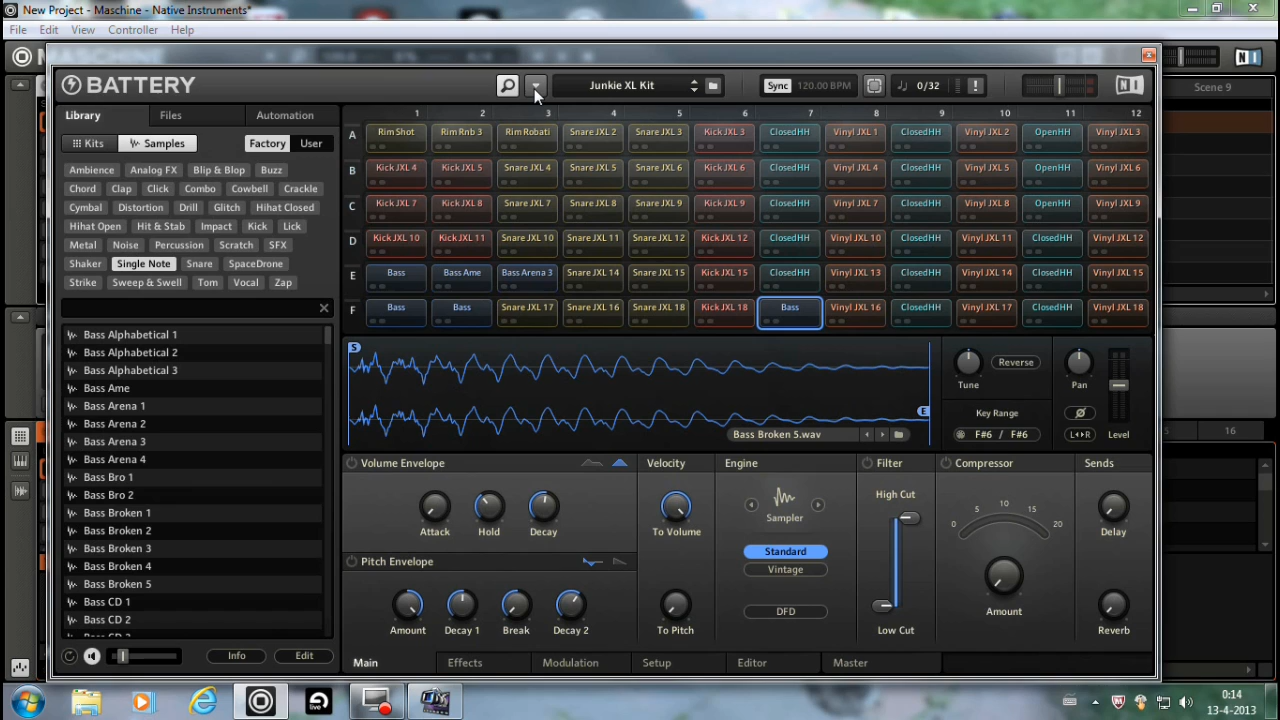 New Project - Maschine - Native Instruments*
File Edit View Controller Help
BATTERY
Junkie XL Kit
Sync 120.00 BPM
0/32
!
Scene 9
Library Files Automation
Kits Samples Factory User
Ambience Analog FX Blip & Blop Buzz
Chord Clap Click Combo Cowbell Crackle
Cymbal Distortion Drill Glitch Hihat Closed
Hihat Open Hit & Stab Impact Kick Lick
Metal Noise Percussion Scratch SFX
Shaker Single Note Snare SpaceDrone
Strike Sweep & Swell Tom Vocal Zap
Bass Alphabetical 1
Bass Alphabetical 2
Bass Alphabetical 3
Bass Ame
Bass Arena 1
Bass Arena 2
Bass Arena 3
Bass Arena 4
Bass Bro 1
Bass Bro 2
Bass Broken 1
Bass Broken 2
Bass Broken 3
Bass Broken 4
Bass Broken 5
Bass CD 1
Bass CD 2
Info Edit
1 2 3 4 5 6 7 8 9 10 11 12
A Rim Shot Rim Rnb 3 Rim Robati Snare JXL 2 Snare JXL 3 Kick JXL 3 ClosedHH Vinyl JXL 1 ClosedHH Vinyl JXL 2 OpenHH Vinyl JXL 3
B Kick JXL 4 Kick JXL 5 Snare JXL 4 Snare JXL 5 Snare JXL 6 Kick JXL 6 ClosedHH Vinyl JXL 4 ClosedHH Vinyl JXL 5 OpenHH Vinyl JXL 6
C Kick JXL 7 Kick JXL 8 Snare JXL 7 Snare JXL 8 Snare JXL 9 Kick JXL 9 ClosedHH Vinyl JXL 7 ClosedHH Vinyl JXL 8 OpenHH Vinyl JXL 9
D Kick JXL 10 Kick JXL 11 Snare JXL 10 Snare JXL 11 Snare JXL 12 Kick JXL 12 ClosedHH Vinyl JXL 10 ClosedHH Vinyl JXL 11 ClosedHH Vinyl JXL 12
E Bass Bass Ame Bass Arena 3 Snare JXL 14 Snare JXL 15 Kick JXL 15 ClosedHH Vinyl JXL 13 ClosedHH Vinyl JXL 14 ClosedHH Vinyl JXL 15
F Bass Bass Snare JXL 17 Snare JXL 16 Snare JXL 18 Kick JXL 18 Bass Vinyl JXL 16 ClosedHH Vinyl JXL 17 ClosedHH Vinyl JXL 18
S
E
Bass Broken 5.wav
Tune Reverse
Key Range
F#6 / F#6
Pan
L R
Level
Volume Envelope
Attack Hold Decay
Pitch Envelope
Amount Decay 1 Break Decay 2
Velocity
To Volume
To Pitch
Engine
Sampler
Standard
Vintage
DFD
Filter
High Cut
Low Cut
Compressor
0 5 10 15 20
Amount
Sends
Delay
Reverb
Main Effects Modulation Setup Editor Master
5 16
live
0:14
13-4-2013